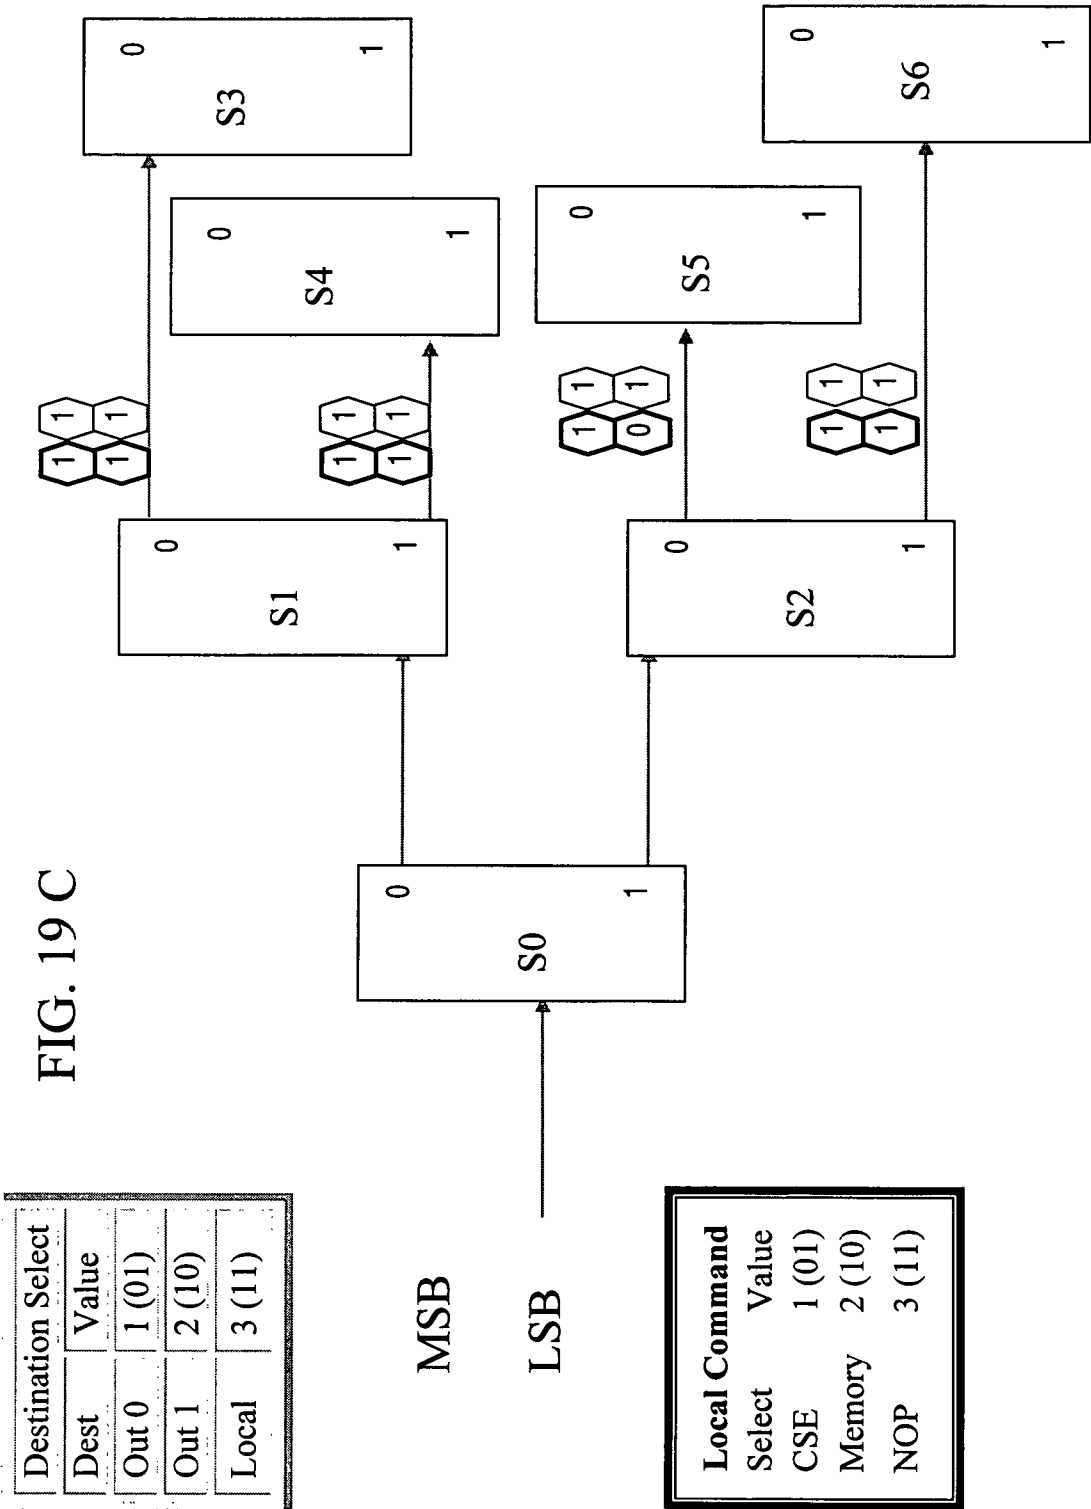 FIG. 19 C
Destination Select
Dest Value
Out 0 1 (01)
Out 1 2 (10)
Local 3 (11)
MSB
LSB
Local Command
Select Value
CSE 1 (01)
Memory 2 (10)
NOP 3 (11)
S0
0
1
S1
0
1
1 1
1 1
S3
0
1
1 1
1 1
S4
0
1
S2
0
1
1 1
0 1
S5
0
1
1 1
1 1
S6
0
1